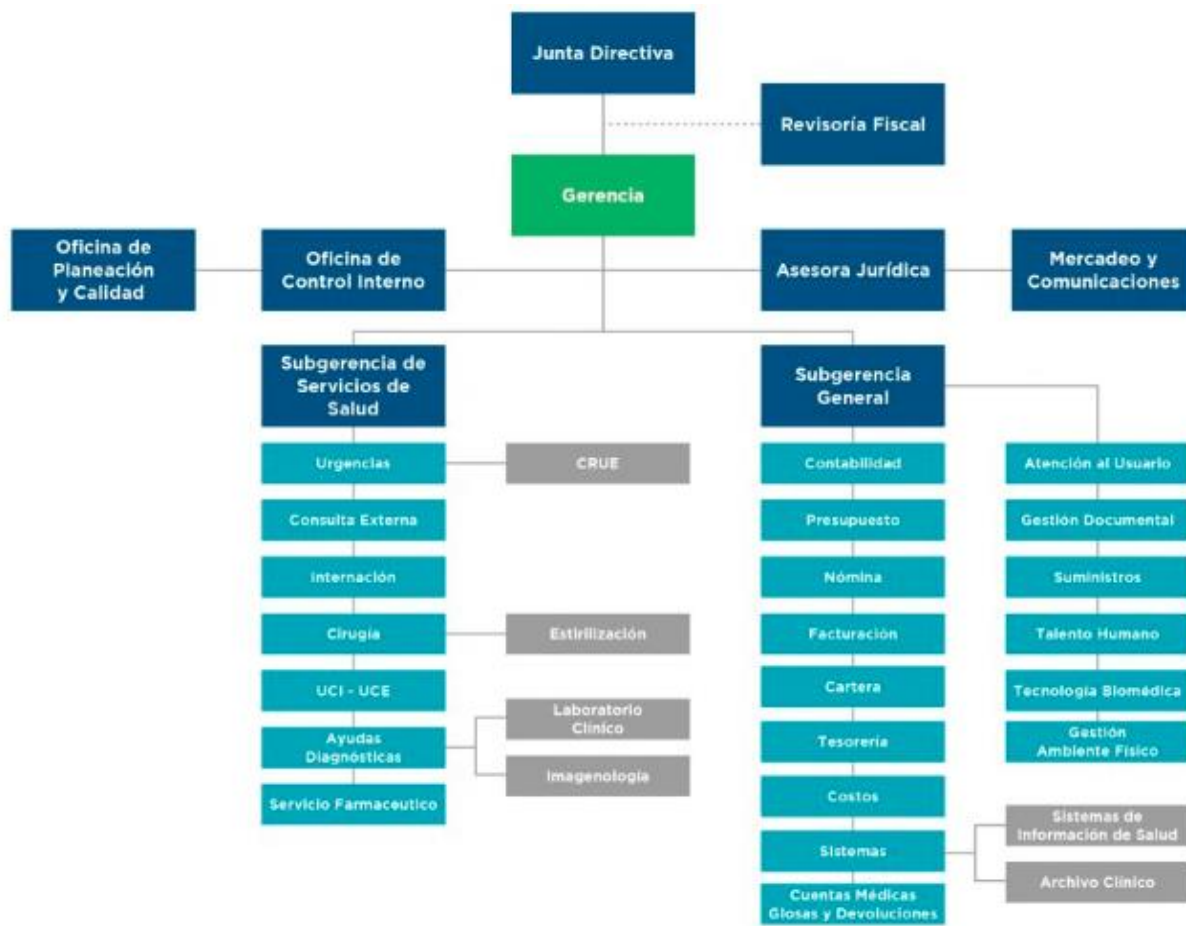 Junta Directiva
Revisoría Fiscal
Gerencia
Oficina de
Planeación
y Calidad
Oficina de
Control Interno
Asesora Jurídica
Mercadeo y
Comunicaciones
Subgerencia de
Servicios de
Salud
Subgerencia
General
Urgencias
CRUE
Consulta Externa
Internación
Cirugía
Estirilización
UCI - UCE
Ayudas
Diagnósticas
Laboratorio
Clínico
Imagenología
Servicio Farmaceutico
Contabilidad
Presupuesto
Nómina
Facturación
Cartera
Tesorería
Costos
Sistemas
Cuentas Médicas
Glosas y Devoluciones
Atención al Usuario
Gestión Documental
Suministros
Talento Humano
Tecnología Biomédica
Gestión
Ambiente Físico
Sistemas de
Información de Salud
Archivo Clínico